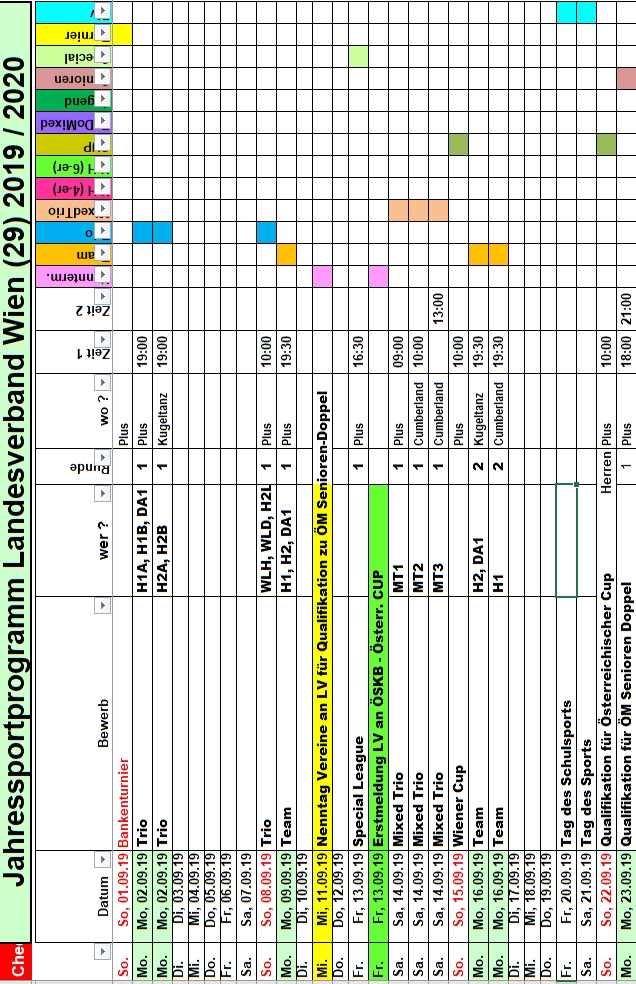 Jahressportprogramm Landesverband Wien (29) 2019 / 2020
Che
Datum Bewerb wer ? Runde wo ? Zeit 1 Zeit 2
So. So, 01.09.19 Bankenturnier Plus
Mo. Mo, 02.09.19 Trio H1A, H1B, DA1 1 Plus 19:00
Mo. Mo, 02.09.19 Trio H2A, H2B 1 Kugeltanz 19:00
Di. Di, 03.09.19
Mi. Mi, 04.09.19
Do. Do, 05.09.19
Fr. Fr, 06.09.19
Sa. Sa, 07.09.19
So. So, 08.09.19 Trio WLH, WLD, H2L 1 Plus 10:00
Mo. Mo, 09.09.19 Team H1, H2, DA1 1 Plus 19:30
Di. Di, 10.09.19
Mi. Mi, 11.09.19 Nenntag Vereine an LV für Qualifikation zu ÖM Senioren-Doppel
Do. Do, 12.09.19
Fr. Fr, 13.09.19 Special League 1 Plus 16:30
Fr. Fr, 13.09.19 Erstmeldung LV an ÖSKB - Österr. CUP
Sa. Sa, 14.09.19 Mixed Trio MT1 1 Plus 09:00
Sa. Sa, 14.09.19 Mixed Trio MT2 1 Cumberland 10:00
Sa. Sa, 14.09.19 Mixed Trio MT3 1 Cumberland 13:00
So. So, 15.09.19 Wiener Cup Plus 10:00
Mo. Mo, 16.09.19 Team H2, DA1 2 Kugeltanz 19:30
Mo. Mo, 16.09.19 Team H1 2 Cumberland 19:30
Di. Di, 17.09.19
Mi. Mi, 18.09.19
Do. Do, 19.09.19
Fr. Fr, 20.09.19 Tag des Schulsports
Sa. Sa, 21.09.19 Tag des Sports
So. So, 22.09.19 Qualifikation für Österreichischer Cup Herren Plus 10:00
Mo. Mo, 23.09.19 Qualifikation für ÖM Senioren Doppel 1 Plus 18:00 21:00